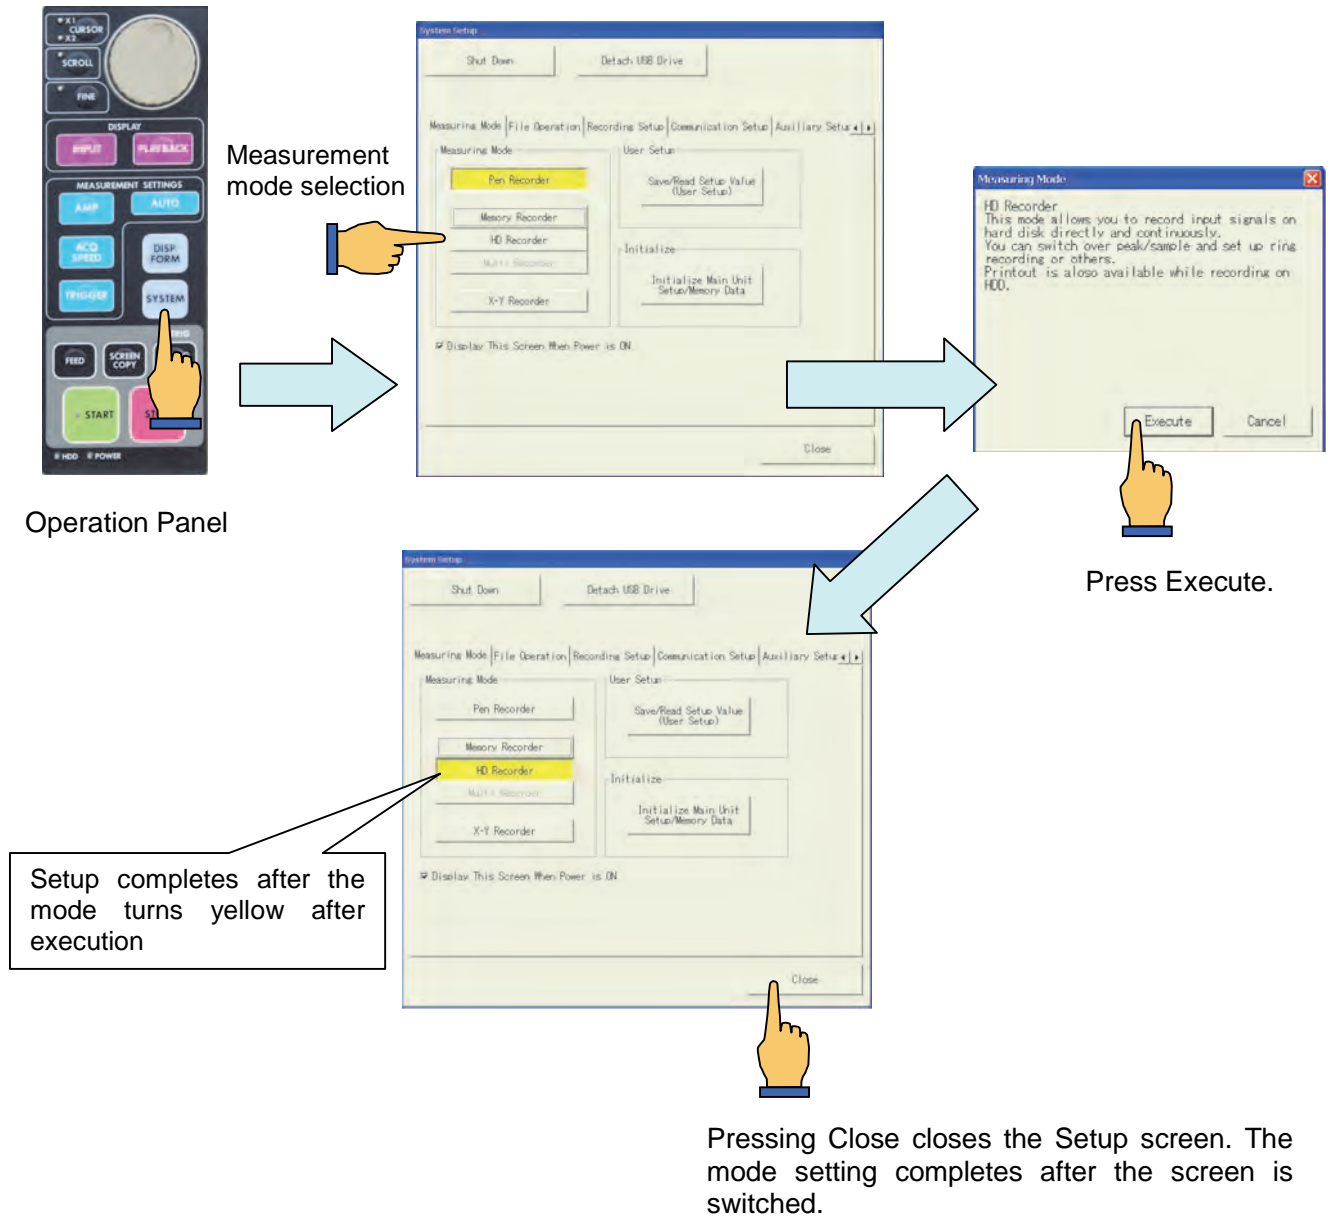 X1
CURSOR
X2
SCROLL
FINE
DISPLAY
INPUT PLAYBACK
MEASUREMENT SETTINGS
AMP AUTO
ACQ
SPEED
DISP
FORM
TRIGGER SYSTEM
TRIG
FEED SCREEN
COPY
START
HDD POWER
Operation Panel
Measurement
mode selection
System Setup
Shut Down Detach USB Drive
Measuring Mode File Operation Recording Setup Communication Setup Auxiliary Setup
Measuring Mode User Setup
Pen Recorder
Save/Read Setup Value
(User Setup)
Memory Recorder
HD Recorder
Multi Recorder
X-Y Recorder
Initialize
Initialize Main Unit
Setup/Memory Data
Display This Screen When Power is ON
Close
Measuring Mode
HD Recorder
This mode allows you to record input signals on
hard disk directly and continuously.
You can switch over peak/sample and set up ring
recording or others.
Printout is aloso available while recording on
HDD.
Execute Cancel
Press Execute.
System Setup
Shut Down Detach USB Drive
Measuring Mode File Operation Recording Setup Communication Setup Auxiliary Setup
Measuring Mode User Setup
Pen Recorder
Save/Read Setup Value
(User Setup)
Memory Recorder
HD Recorder
Multi Recorder
X-Y Recorder
Initialize
Initialize Main Unit
Setup/Memory Data
Display This Screen When Power is ON
Close
Setup completes after the
mode turns yellow after
execution
Pressing Close closes the Setup screen. The
mode setting completes after the screen is
switched.